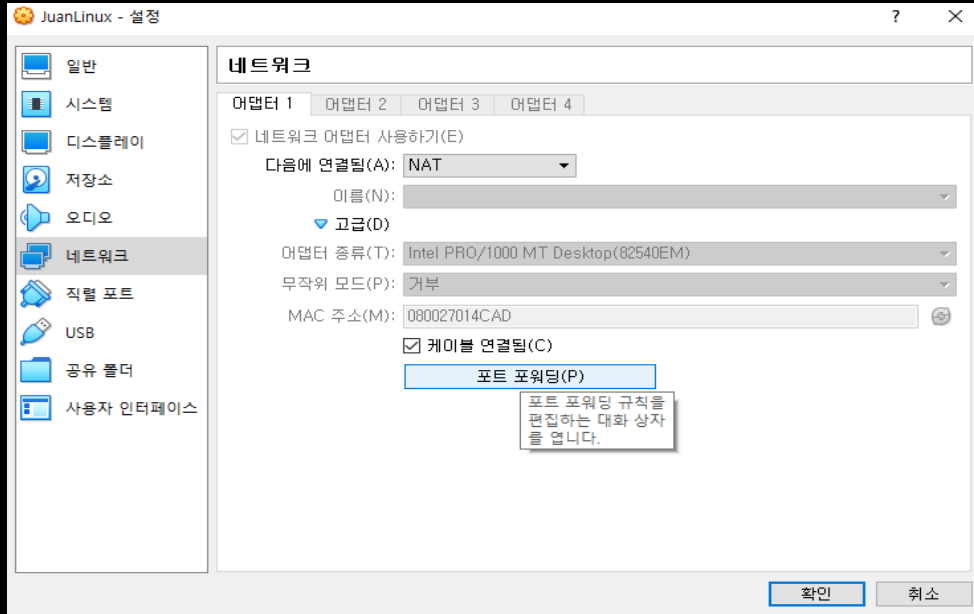 JuanLinux - 설정
?
일반
시스템
디스플레이
저장소
오디오
네트워크
직렬 포트
USB
공유 폴더
사용자 인터페이스
네트워크
어댑터 1 어댑터 2 어댑터 3 어댑터 4
네트워크 어댑터 사용하기(E)
다음에 연결됨(A): NAT
이름(N):
고급(D)
어댑터 종류(T): Intel PRO/1000 MT Desktop(82540EM)
무작위 모드(P): 거부
MAC 주소(M): 080027014CAD
케이블 연결됨(C)
포트 포워딩(P)
포트 포워딩 규칙을
편집하는 대화 상자
를 엽니다.
확인 취소